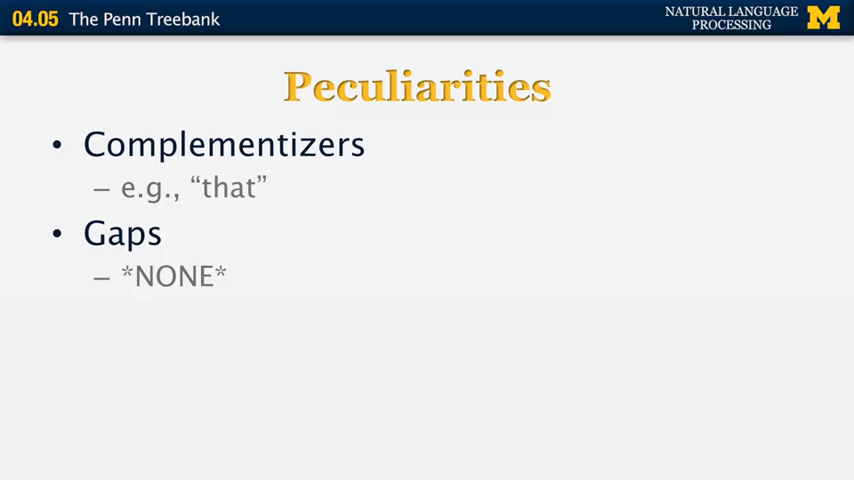 04.05 The Penn Treebank
NATURAL LANGUAGE
PROCESSING
M
Peculiarities
• Complementizers
– e.g., “that”
• Gaps
– *NONE*